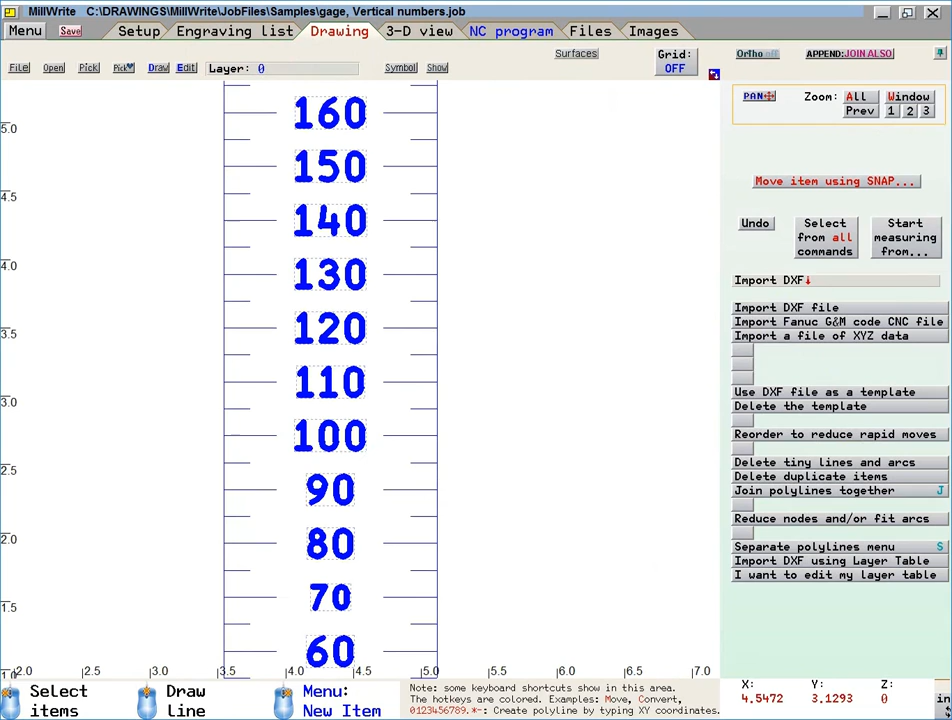 MillWrite C:\DRAWINGS\MillWrite\JobFiles\Samples\gage, Vertical numbers.job
Menu Save Setup Engraving list Drawing 3-D view NC program Files Images
File Open Pick Pick Draw Edit Layer: 0 Symbol Show Surfaces Grid: OFF
Ortho off APPEND: JOIN ALSO
PAN Zoom: All Window
Prev 1 2 3
Move item using SNAP...
Undo
Select from all commands
Start measuring from...
Import DXF
Import DXF file
Import Fanuc G&M code CNC file
Import a file of XYZ data
Use DXF file as a template
Delete the template
Reorder to reduce rapid moves
Delete tiny lines and arcs
Delete duplicate items
Join polylines together J
Reduce nodes and/or fit arcs
Separate polylines menu S
Import DXF using Layer Table
I want to edit my layer table
160
150
140
130
120
110
100
90
80
70
60
5.0
4.5
4.0
3.5
3.0
2.5
2.0
1.5
2.0 2.5 3.0 3.5 4.0 4.5 5.0 5.5 6.0 6.5 7.0
Select items
Draw Line
Menu: New Item
Note: some keyboard shortcuts show in this area.
The hotkeys are colored. Examples: Move, Convert,
0123456789.*-: Create polyline by typing XY coordinates.
X: Y: Z:
4.5472 3.1293 0
in